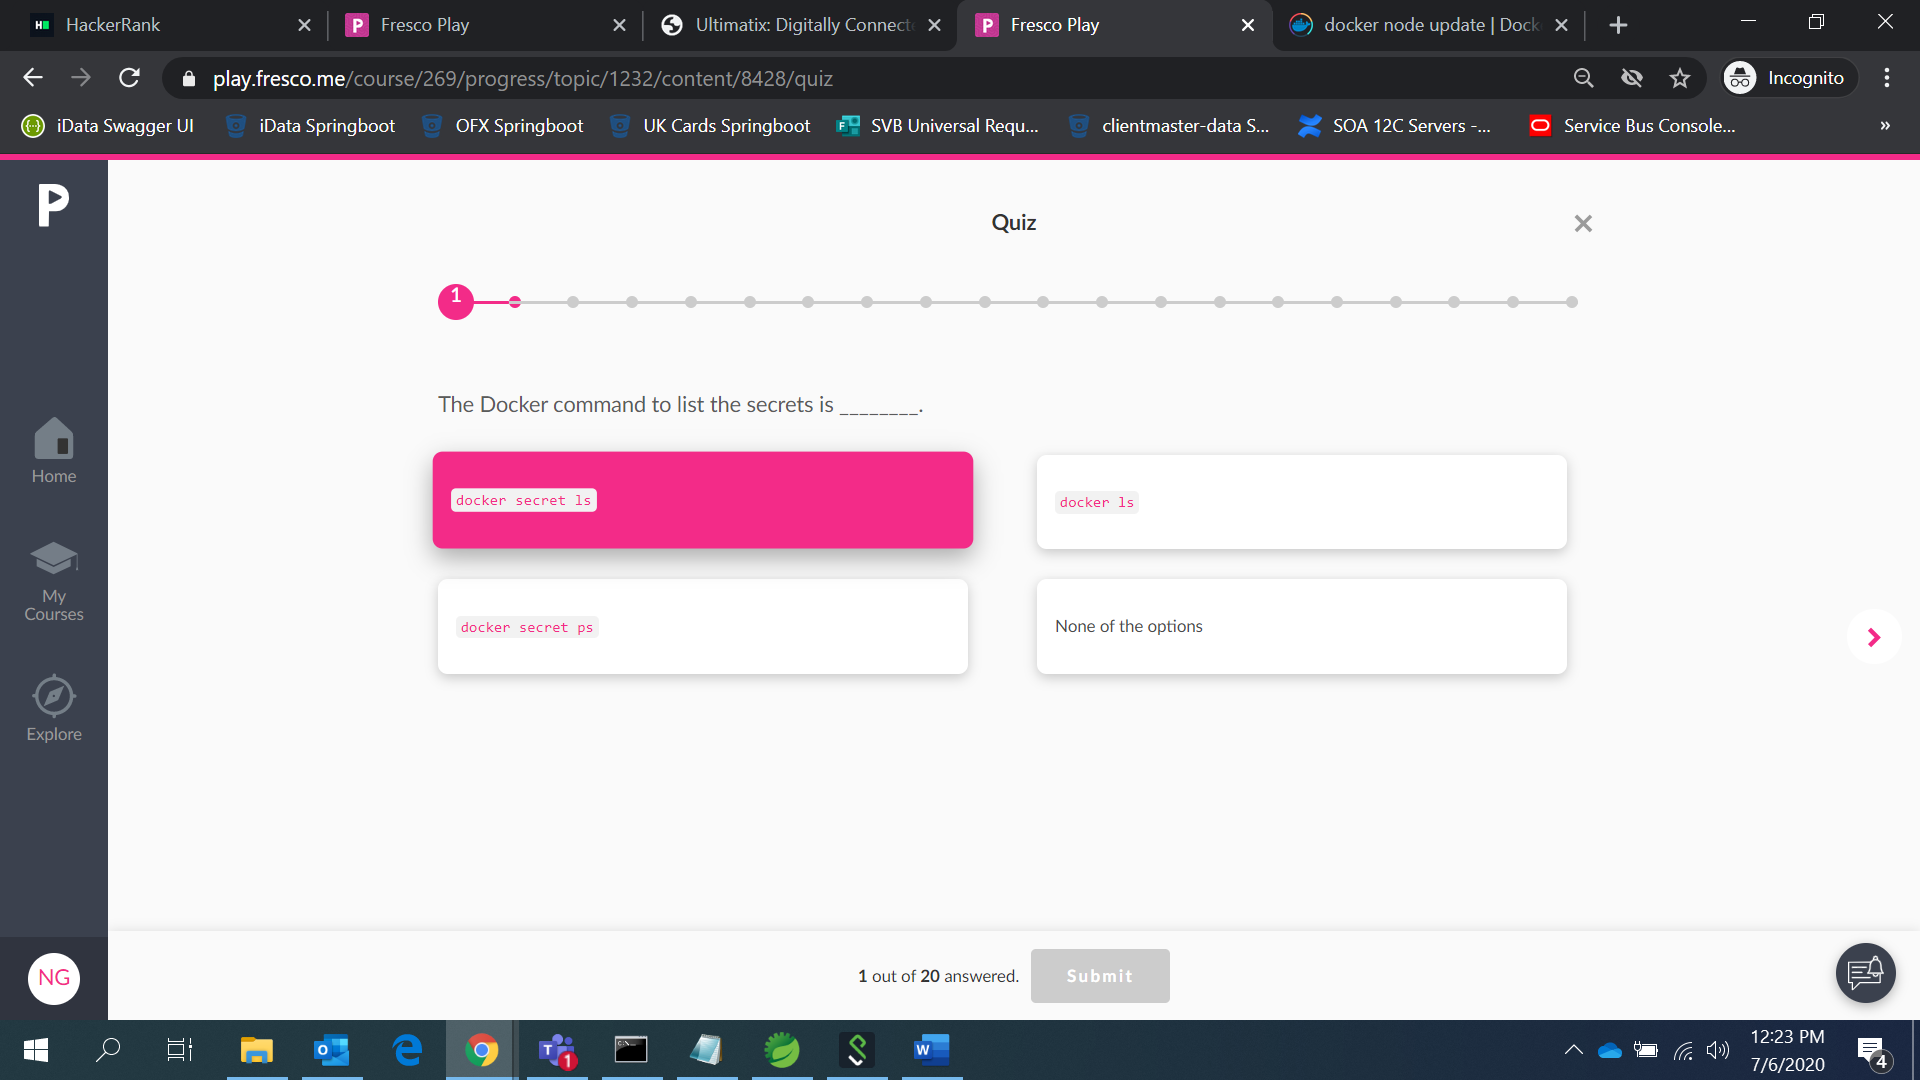 HackerRank
Fresco Play
Ultimatix: Digitally Connect
Fresco Play
docker node update | Dock
play.fresco.me/course/269/progress/topic/1232/content/8428/quiz
Incognito
iData Swagger UI
iData Springboot
OFX Springboot
UK Cards Springboot
SVB Universal Requ...
clientmaster-data S...
SOA 12C Servers -...
Service Bus Console...
»
Quiz
1
The Docker command to list the secrets is ________.
docker secret ls
docker ls
docker secret ps
None of the options
Home
My
Courses
Explore
NG
1 out of 20 answered.
Submit
12:23 PM
7/6/2020
1
4